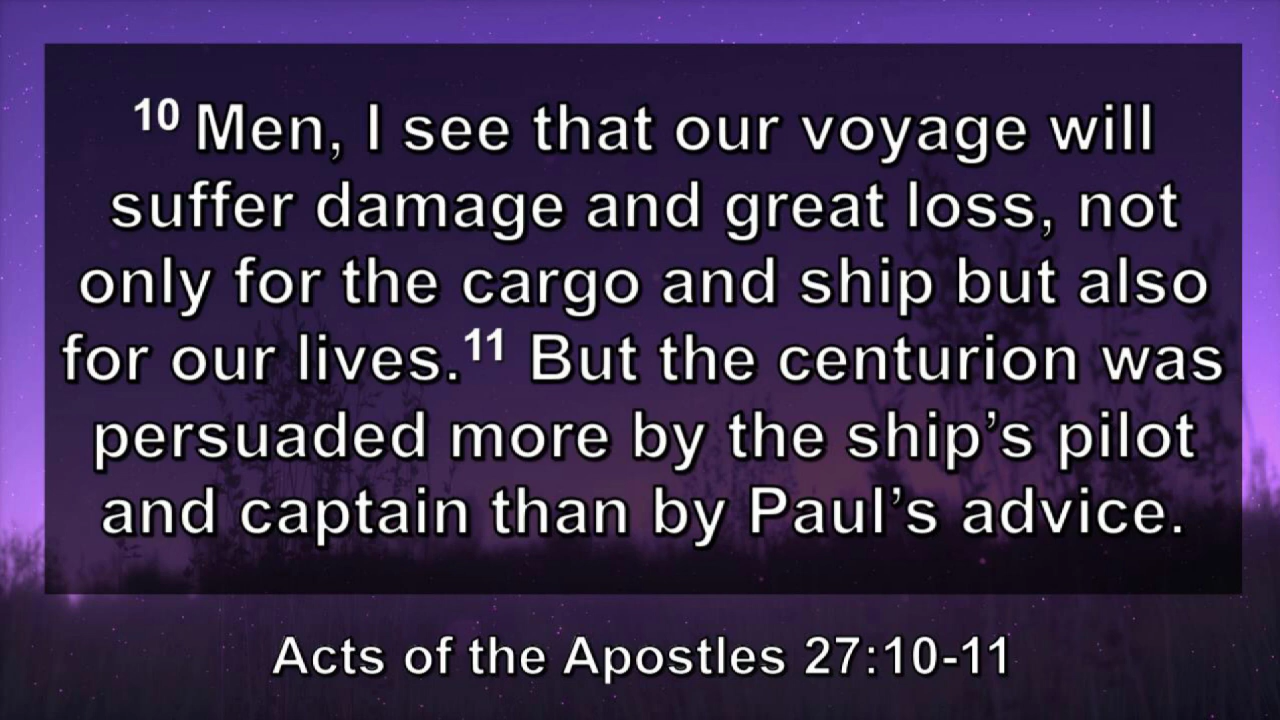 10 Men, I see that our voyage will
suffer damage and great loss, not
only for the cargo and ship but also
for our lives.11 But the centurion was
persuaded more by the ship’s pilot
and captain than by Paul’s advice.
Acts of the Apostles 27:10-11